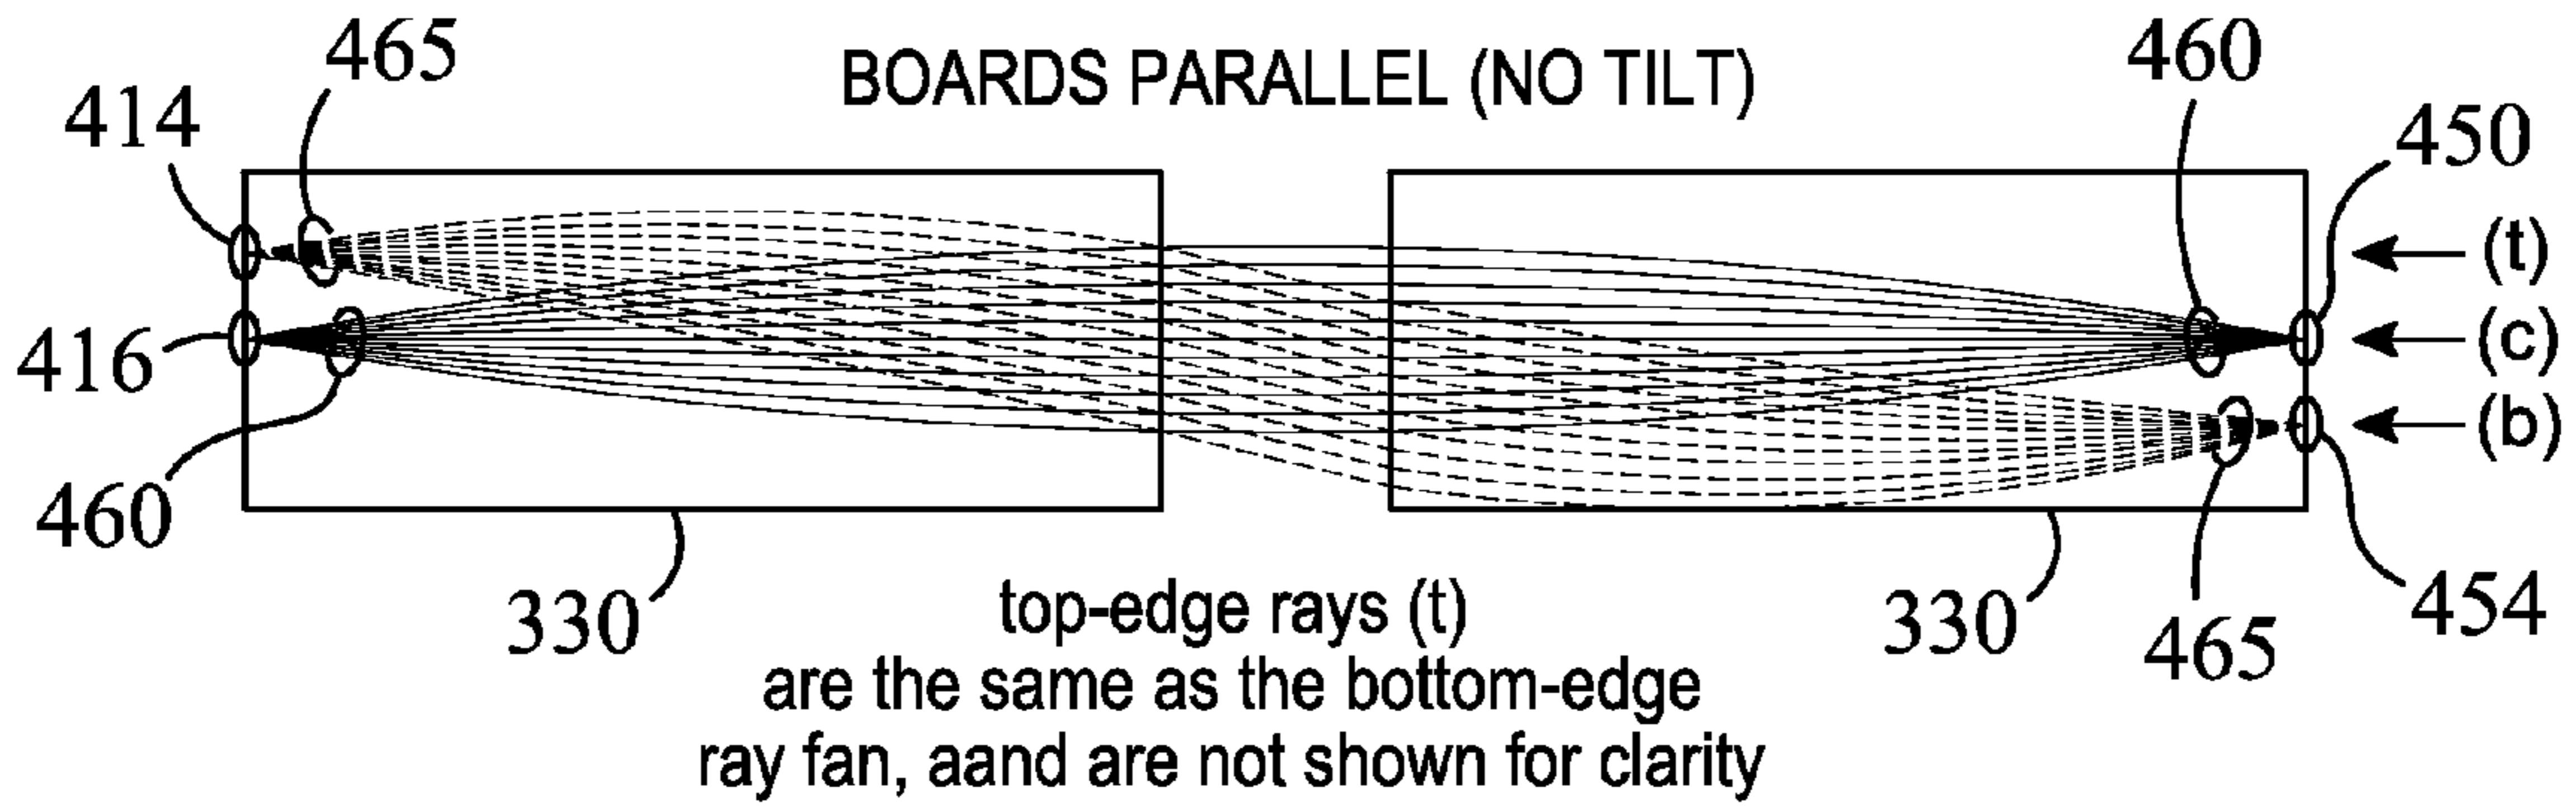 465
BOARDS PARALLEL (NO TILT)
460
414
450
(t)
416
(c)
(b)
460
330
top-edge rays (t)
330
465
454
are the same as the bottom-edge
ray fan, aand are not shown for clarity